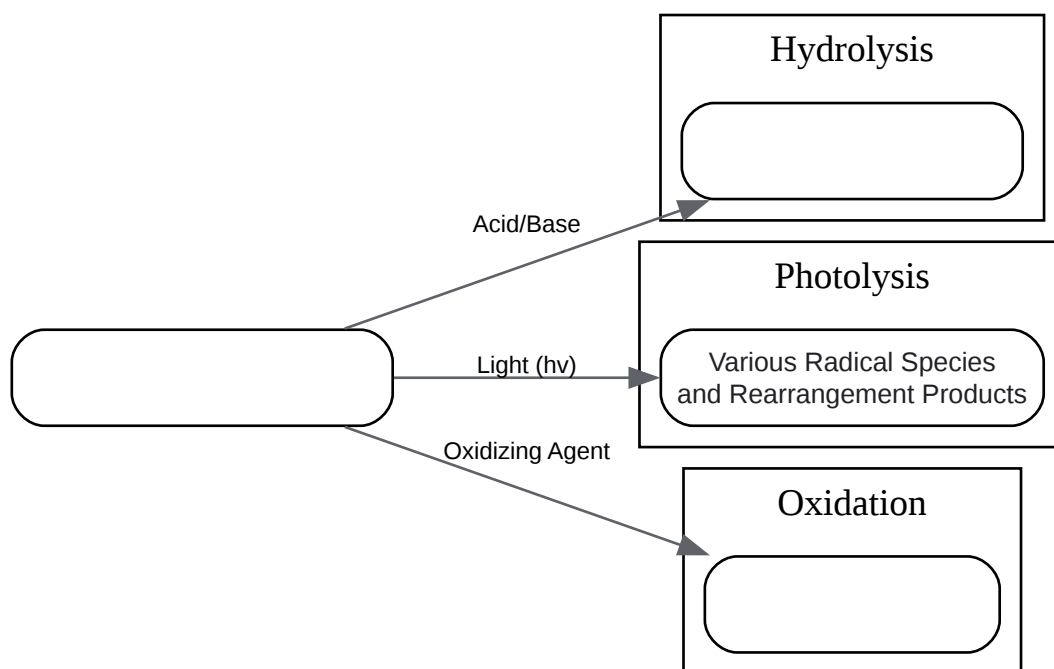 Hydrolysis
Acid/Base
Photolysis
Light (hv)
Various Radical Species
and Rearrangement Products
Oxidizing Agent
Oxidation